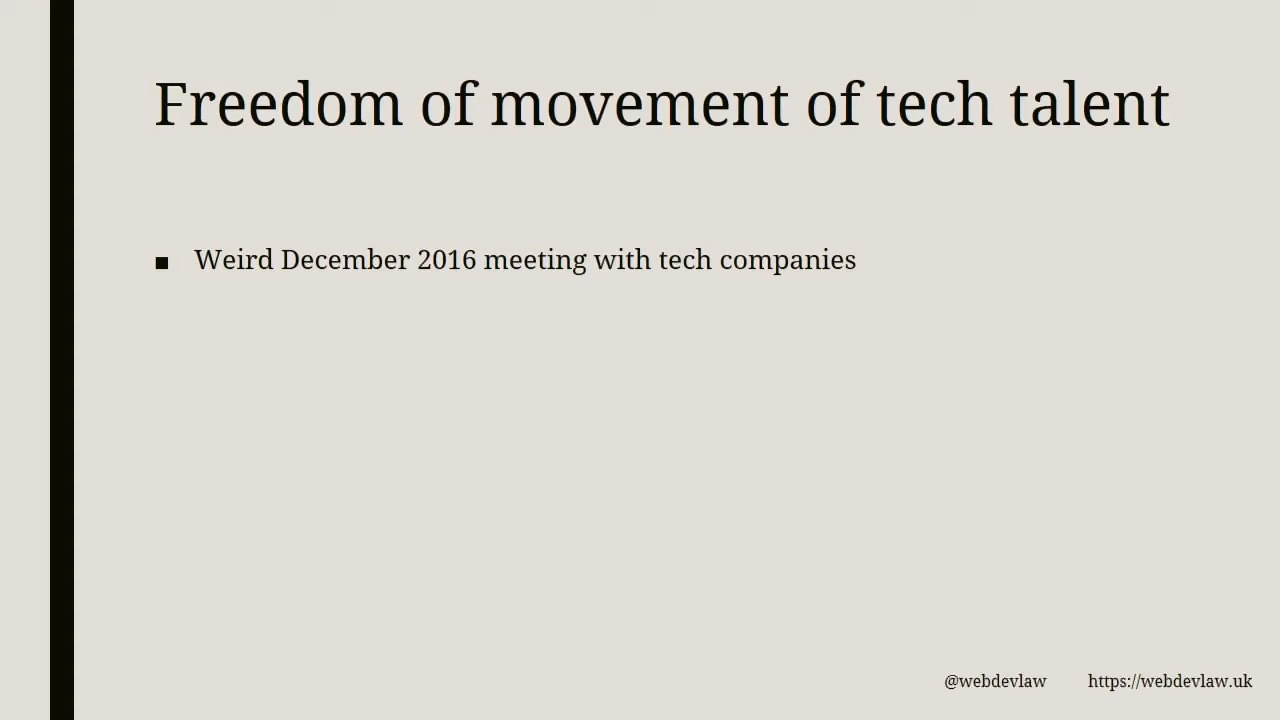 Freedom of movement of tech talent
■ Weird December 2016 meeting with tech companies
@webdevlaw https://webdevlaw.uk